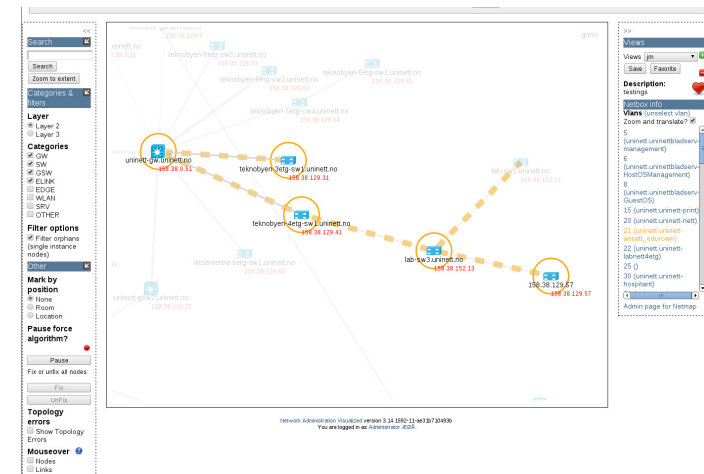 <<
Search
Search
Zoom to extent
Categories &
filters
Layer
Layer 2
Layer 3
Categories
GW
SW
GSW
ELINK
EDGE
WLAN
SRV
OTHER
Filter options
Filter orphans
(single instance
nodes)
Other
Mark by
position
None
Room
Location
Pause force
algorithm?
Pause
Fix or unfix all nodes
Fix
UnFix
Topology
errors
Show Topology
Errors
Mouseover
Nodes
Links
teknobyen-5etg-sw3.uninett.no
teknobyen-6etg-sw2.uninett.no
teknobyen-6etg-sw1.uninett.no
teknobyen-5etg-sw4.uninett.no
uninett-gw.uninett.no
158.38.0.51
teknobyen-3etg-sw1.uninett.no
158.38.129.31
lab-sw1.uninett.no
158.38.152.11
teknobyen-4etg-sw1.uninett.no
158.38.129.41
lab-sw3.uninett.no
158.38.152.13
158.38.129.57
158.38.129.57
uninett-gsw2.uninett.no
Network Administration Visualized version 3.14.1592-11-ae31b710493b
You are logged in as Administrator ÆØÅ.
>>
Views
Views jm
Save Favorite
Description:
testings
Netbox info
Vlans (unselect vlan)
Zoom and translate?
5
(uninett.uninettbladserv-
management)
6
(uninett.uninettbladserv-
HostOSManagement)
8
(uninett.uninettbladserv-
GuestOS)
15 (uninett.uninett-print)
20 (uninett.uninett-nett)
21 (uninett.uninett-
ansatt_eduroam)
22 (uninett.uninett-
labnett4etg)
25 ()
30 (uninett.uninett-
hospitant)
Admin page for Netmap